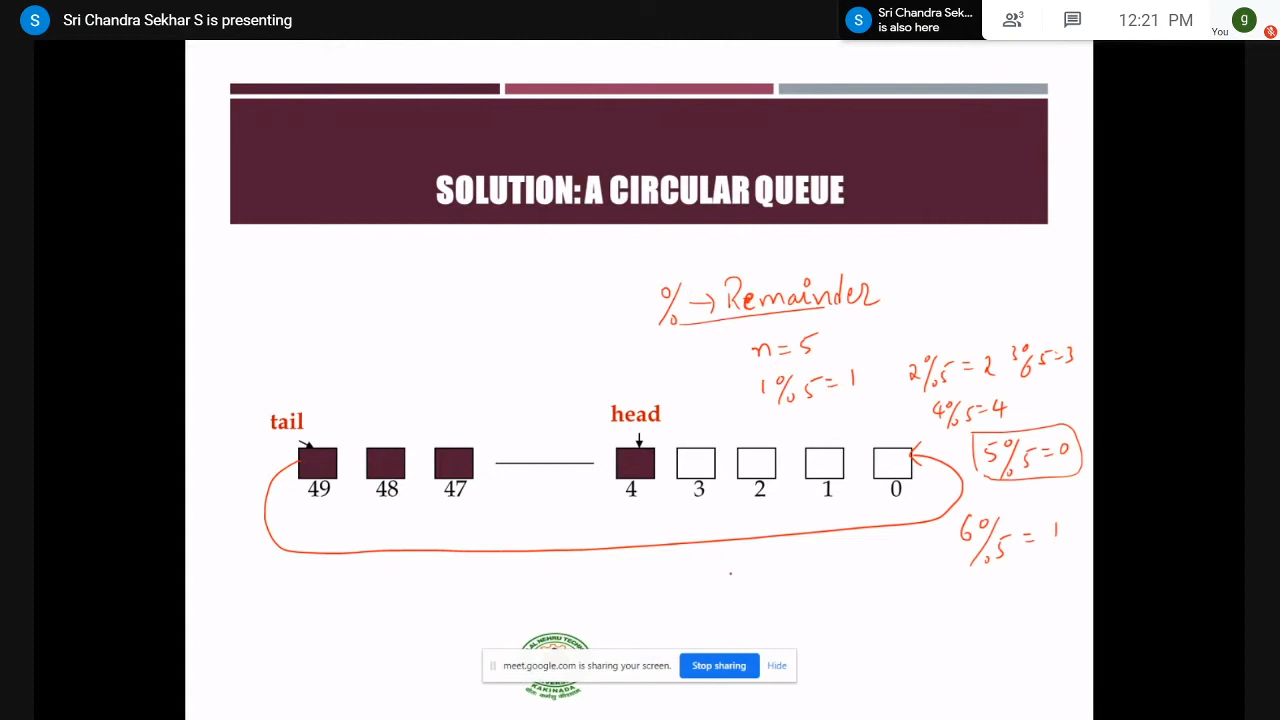 S Sri Chandra Sekhar S is presenting
S Sri Chandra Sek...
is also here
3
12:21 PM
You
g
SOLUTION: A CIRCULAR QUEUE
% → Remainder
n = 5
1 % 5 = 1
2 % 5 = 2 3 % 5 = 3
4 % 5 = 4
5 % 5 = 0
6 % 5 = 1
tail
head
49 48 47 4 3 2 1 0
meet.google.com is sharing your screen. Stop sharing Hide
KAKINADA